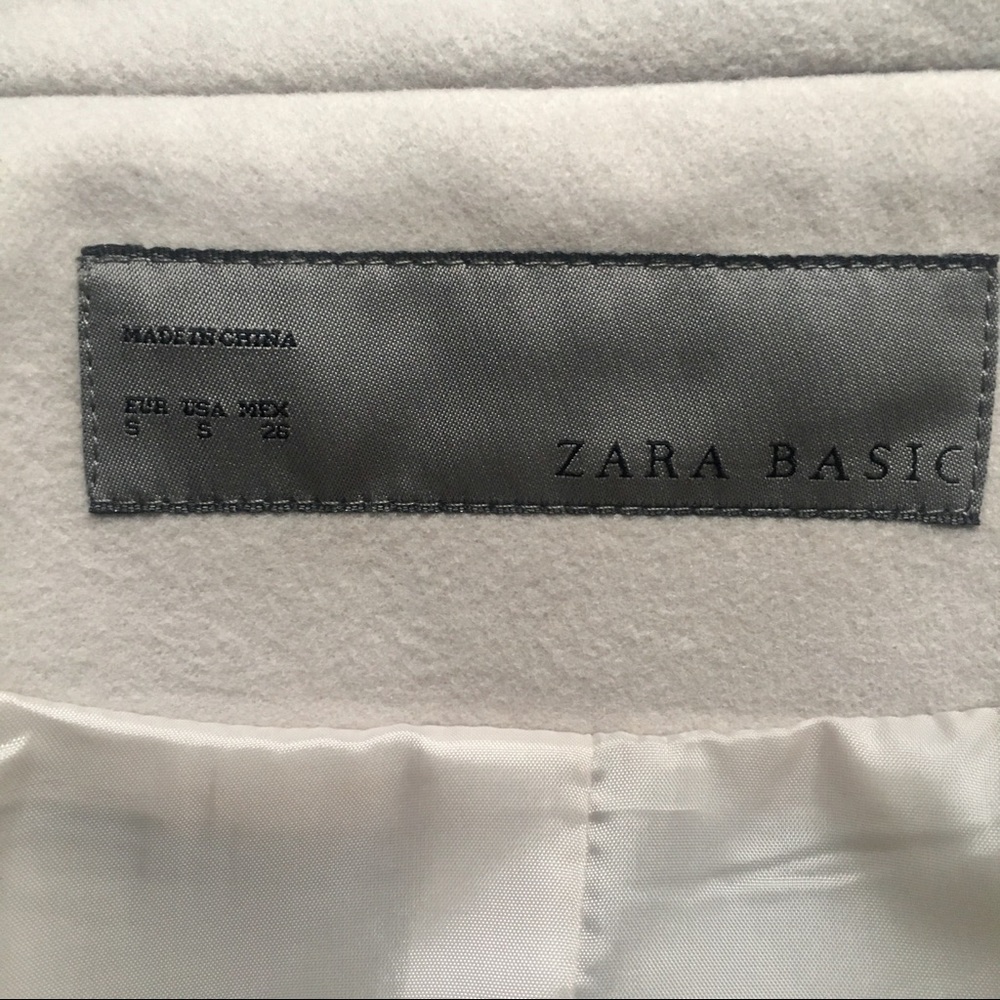 MADE IN CHINA
EUR USA MEX
S S 26
ZARA BASIC